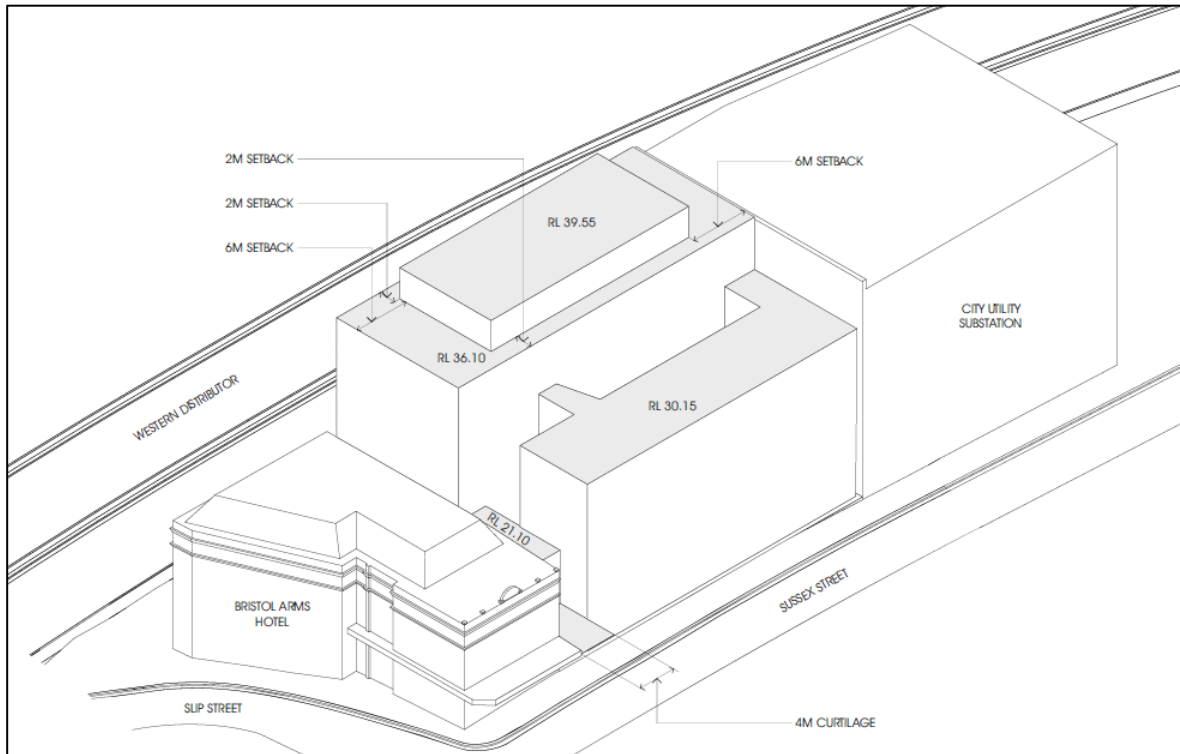 2M SETBACK
6M SETBACK
2M SETBACK
RL 39.55
6M SETBACK
CITY UTILITY
SUBSTATION
RL 36.10
WESTERN DISTRIBUTOR
RL 30.15
RL 21.10
SUSSEX STREET
BRISTOL ARMS
HOTEL
SLIP STREET
4M CURTILAGE